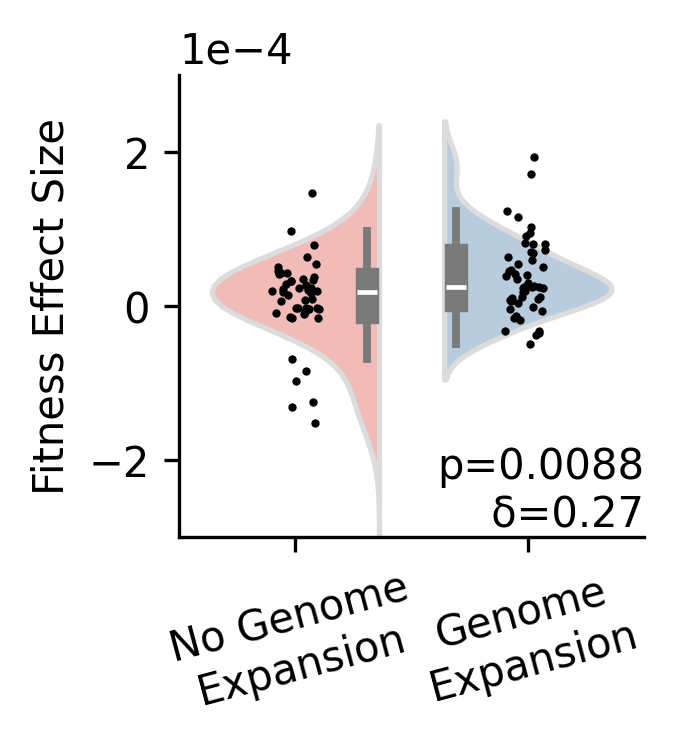 1e−4
Fitness Effect Size
2
0
−2
p=0.0088
δ=0.27
No Genome
Expansion
Genome
Expansion